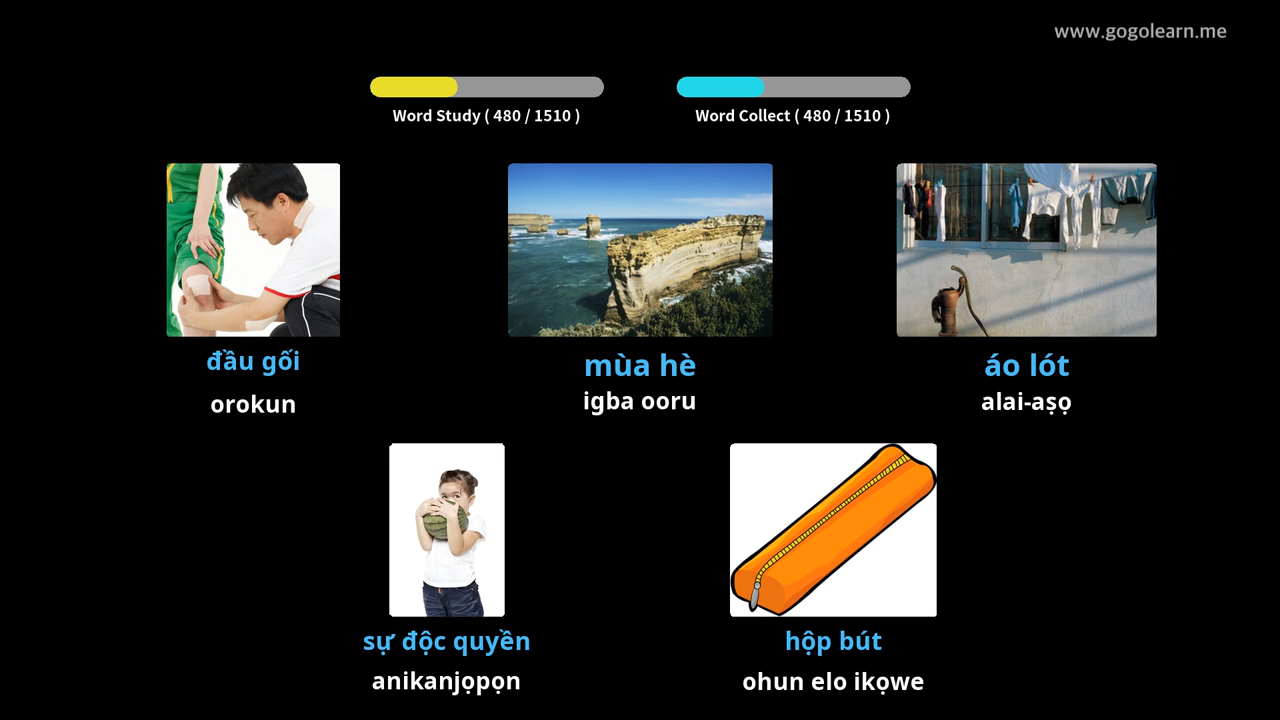 www.gogolearn.me
Word Study ( 480 / 1510 )
Word Collect ( 480 / 1510 )
đầu gối
orokun
mùa hè
igba ooru
áo lót
alai-aṣọ
sự độc quyền
anikanjọpọn
hộp bút
ohun elo ikọwe